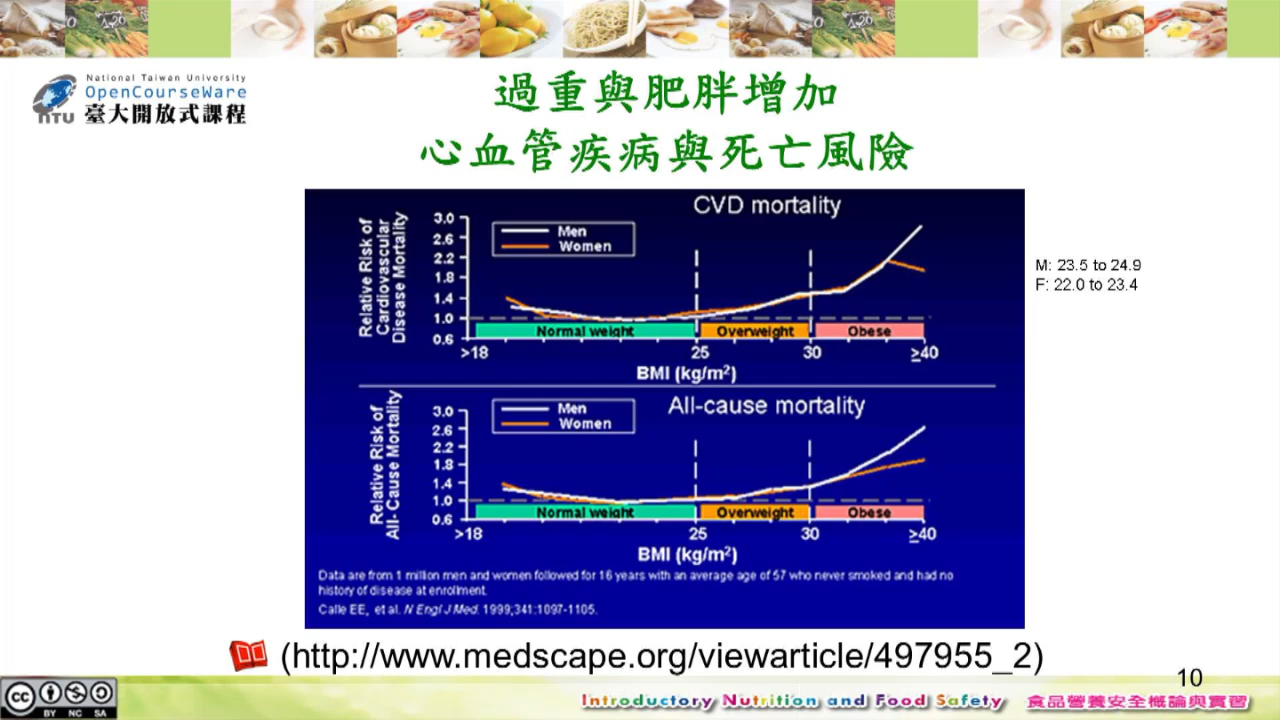 National Taiwan University
OpenCourseWare
NTU 臺大開放式課程
過重與肥胖增加
心血管疾病與死亡風險
CVD mortality
Relative Risk of
Cardiovascular
Disease Mortality
3.0
2.6
2.2
1.8
1.4
1.0
0.6
Men
Women
Normal weight
Overweight
Obese
>18
25
30
≥40
BMI (kg/m²)
M: 23.5 to 24.9
F: 22.0 to 23.4
All-cause mortality
Relative Risk of
All- Cause Mortality
3.0
2.6
2.2
1.8
1.4
1.0
0.6
Men
Women
Normal weight
Overweight
Obese
>18
25
30
≥40
BMI (kg/m²)
Data are from 1 million men and women followed for 16 years with an average age of 57 who never smoked and had no
history of disease at enrollment.
Calle EE, et al. N Engl J Med. 1999;341:1097-1105.
(http://www.medscape.org/viewarticle/497955_2)
10
cc BY NC SA
Introductory Nutrition and Food Safety 食品營養安全概論與實習